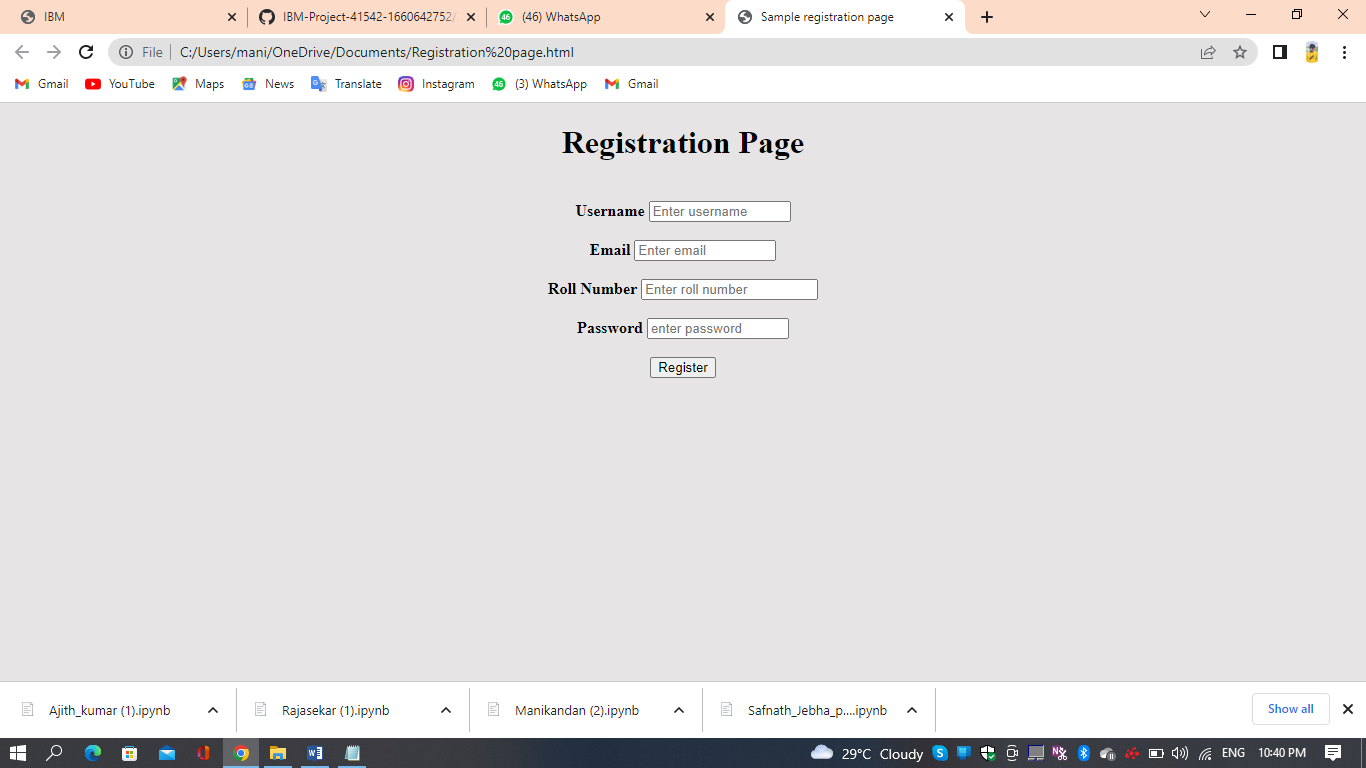 IBM
IBM-Project-41542-1660642752/
(46) WhatsApp
Sample registration page
File
C:/Users/mani/OneDrive/Documents/Registration%20page.html
Gmail
YouTube
Maps
News
Translate
Instagram
46
(3) WhatsApp
Gmail
Registration Page
Username Enter username
Email Enter email
Roll Number Enter roll number
Password enter password
Register
Ajith_kumar (1).ipynb
Rajasekar (1).ipynb
Manikandan (2).ipynb
Safnath_Jebha_p....ipynb
Show all
29°C Cloudy
ENG
10:40 PM